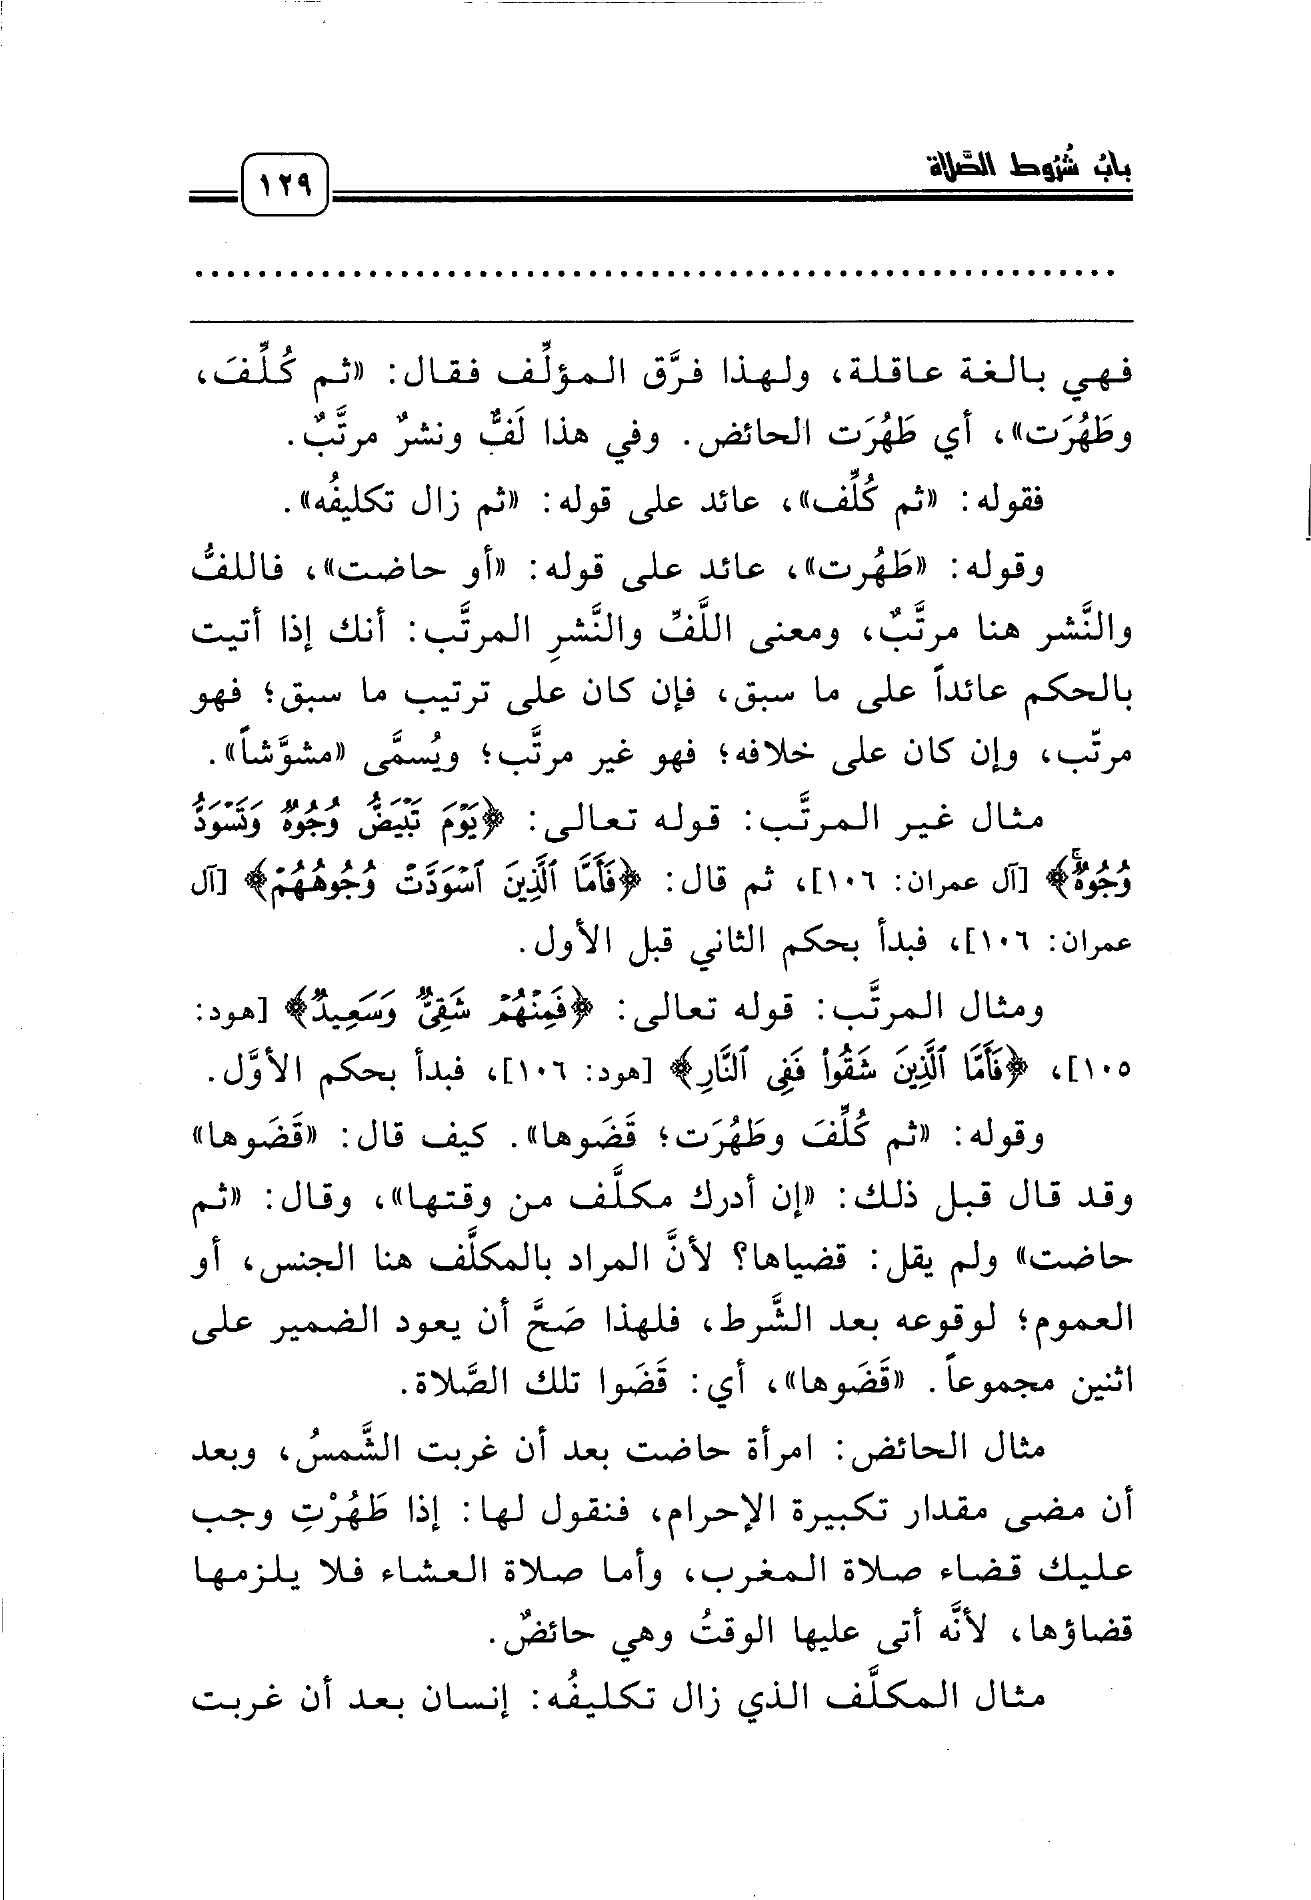 بابُ شُرُوط الصَّلاة
١٢٩
فهي بالغة عاقلة، ولهذا فرَّق المؤلِّف فقال: «ثم كُلِّفَ،
وطَهُرَت»، أي طَهُرَت الحائض. وفي هذا لَفٌّ ونشرٌ مرتَّبٌ.
فقوله: «ثم كُلِّف»، عائد على قوله: «ثم زال تكليفُه».
وقوله: «طَهُرت»، عائد على قوله: «أو حاضت»، فاللفُّ
والنَّشر هنا مرتَّبٌ، ومعنى اللَّفِّ والنَّشرِ المرتَّب: أنك إذا أتيت
بالحكم عائداً على ما سبق، فإن كان على ترتيب ما سبق؛ فهو
مرتّب، وإن كان على خلافه؛ فهو غير مرتَّب؛ ويُسمَّى «مشوَّشاً».
مثال غير المرتَّب: قوله تعالى: ﴿يَوْمَ تَبْيَضُّ وُجُوهٌ وَتَسْوَدُّ
وُجُوهٌۚ﴾ [آل عمران: ١٠٦]، ثم قال: ﴿فَأَمَّا ٱلَّذِينَ ٱسْوَدَّتْ وُجُوهُهُمْ﴾ [آل
عمران: ١٠٦]، فبدأ بحكم الثاني قبل الأول.
ومثال المرتَّب: قوله تعالى: ﴿فَمِنْهُمْ شَقِىٌّ وَسَعِيدٌ﴾ [هود:
١٠٥]، ﴿فَأَمَّا ٱلَّذِينَ شَقُواْ فَفِى ٱلنَّارِ﴾ [هود: ١٠٦]، فبدأ بحكم الأوَّل.
وقوله: «ثم كُلِّفَ وطَهُرَت؛ قَضَوها». كيف قال: «قَضَوها»
وقد قال قبل ذلك: «إن أدرك مكلَّف من وقتها»، وقال: «ثم
حاضت» ولم يقل: قضياها؟ لأنَّ المراد بالمكلَّف هنا الجنس، أو
العموم؛ لوقوعه بعد الشَّرط، فلهذا صَحَّ أن يعود الضمير على
اثنين مجموعاً. «قَضَوها»، أي: قَضَوا تلك الصَّلاة.
مثال الحائض: امرأة حاضت بعد أن غربت الشَّمسُ، وبعد
أن مضى مقدار تكبيرة الإحرام، فنقول لها: إذا طَهُرْتِ وجب
عليك قضاء صلاة المغرب، وأما صلاة العشاء فلا يلزمها
قضاؤها، لأنَّه أتى عليها الوقتُ وهي حائضٌ.
مثال المكلَّف الذي زال تكليفُه: إنسان بعد أن غربت